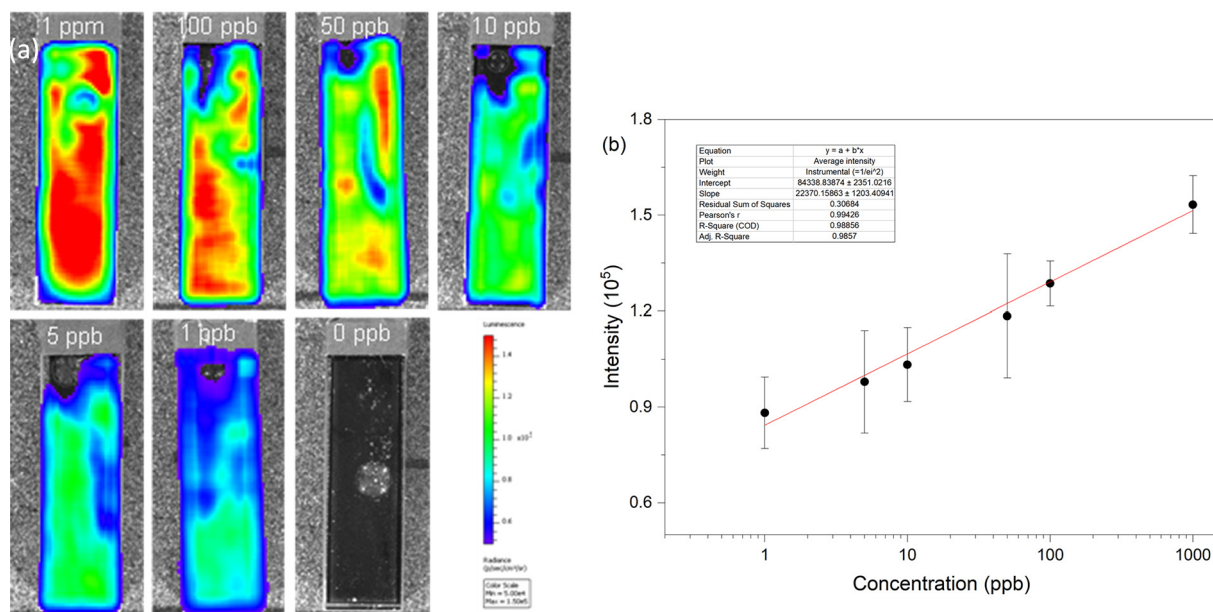 (a)
1 ppm
100 ppb
50 ppb
10 ppb
5 ppb
1 ppb
0 ppb
Luminescence
1.4
1.2
1.0
0.8
0.6
Radiance
Color Scale
Min = 5.00e4
Max = 1.50e5
(b)
Equation y = a + b*x
Plot Average intensity
Weight Instrumental (=1/ei^2)
Intercept 84338.83874 ± 2351.0216
Slope 22370.15863 ± 1203.40941
Residual Sum of Squares 0.30684
Pearson's r 0.99426
R-Square (COD) 0.98856
Adj. R-Square 0.9857
Intensity (10⁵)
1.8
1.5
1.2
0.9
0.6
1 10 100 1000
Concentration (ppb)